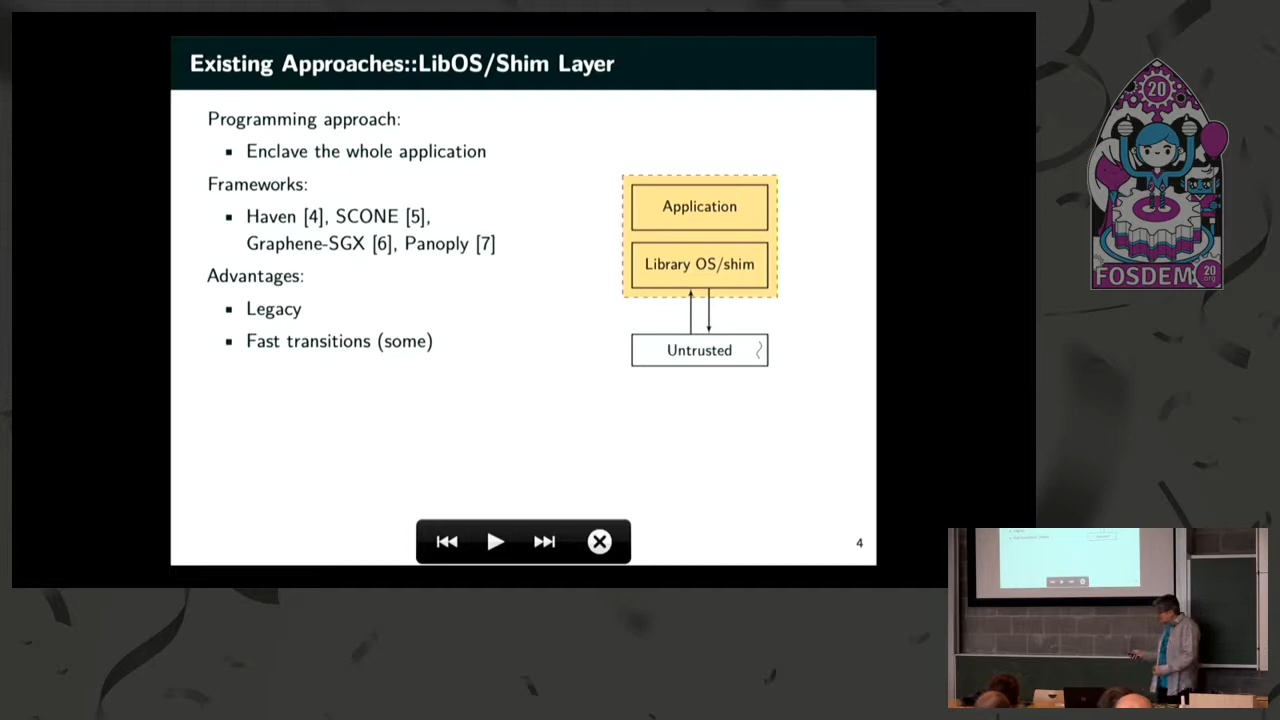 Existing Approaches::LibOS/Shim Layer
Programming approach:
▪ Enclave the whole application
Frameworks:
▪ Haven [4], SCONE [5],
Graphene-SGX [6], Panoply [7]
Advantages:
▪ Legacy
▪ Fast transitions (some)
Application
Library OS/shim
Untrusted
4
20
FOSDEM 20
.org